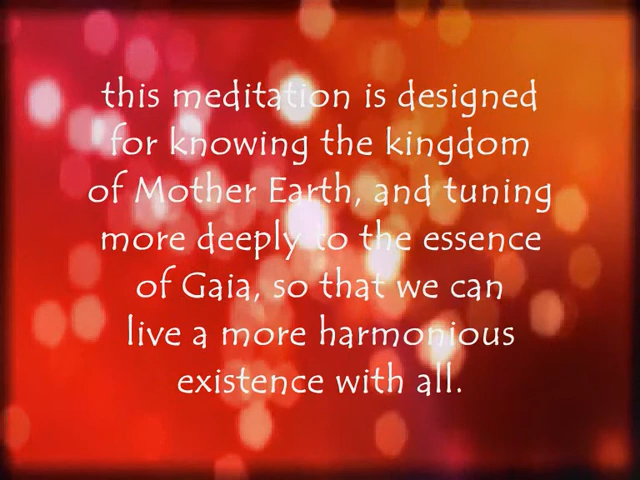 this meditation is designed
for knowing the kingdom
of Mother Earth, and tuning
more deeply to the essence
of Gaia, so that we can
live a more harmonious
existence with all.